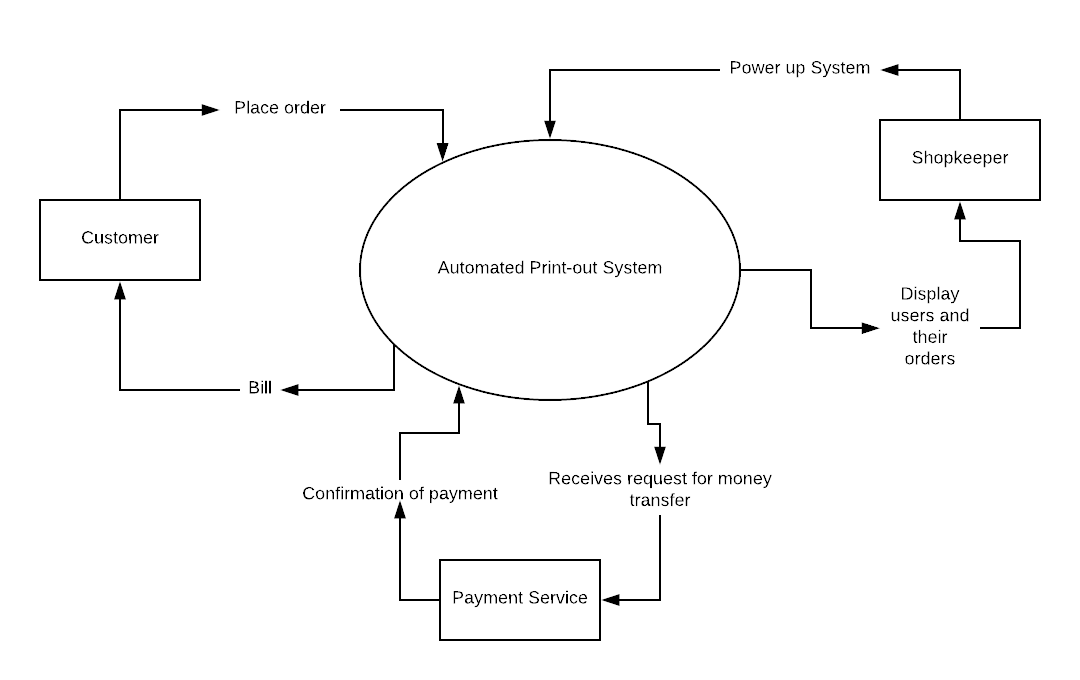 Power up System
Place order
Shopkeeper
Customer
Automated Print-out System
Display
users and
their
orders
Bill
Receives request for money
transfer
Confirmation of payment
Payment Service